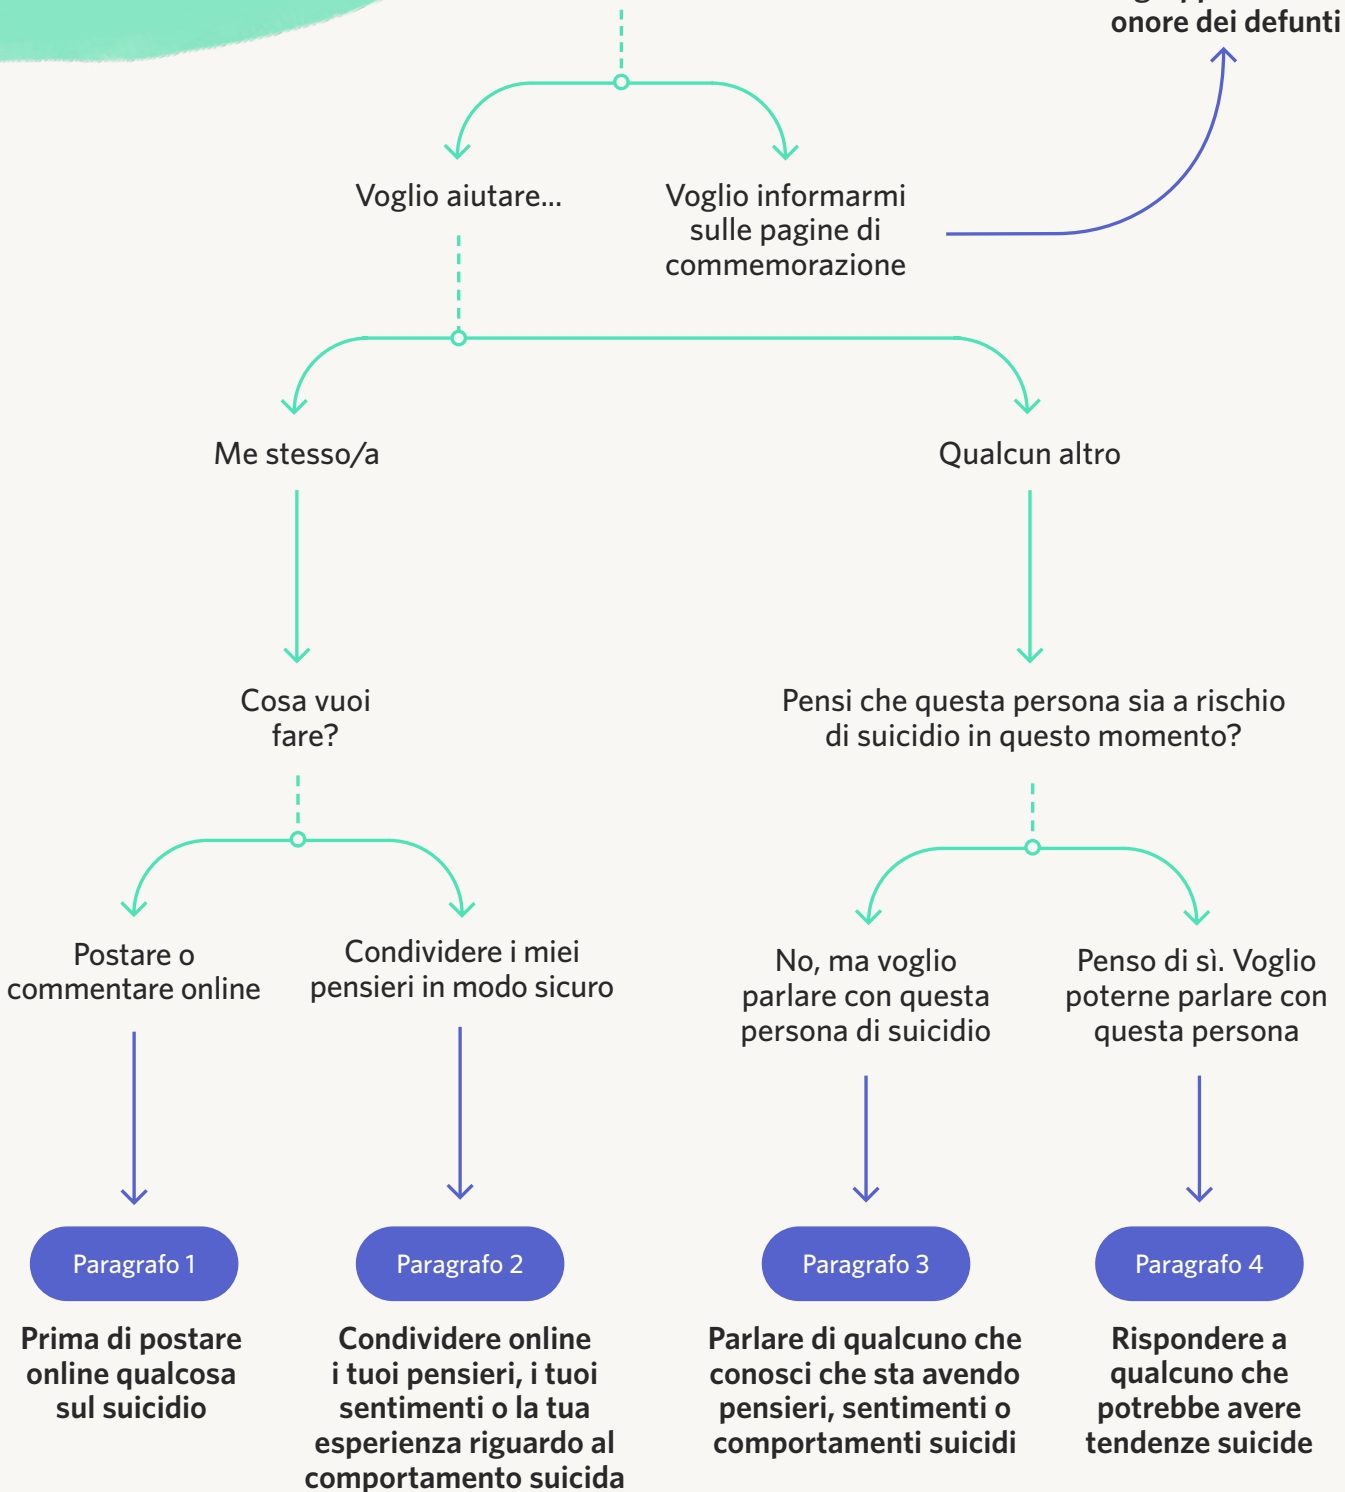 onore dei defunti
Voglio aiutare...
Voglio informarmi
sulle pagine di
commemorazione
Me stesso/a
Qualcun altro
Cosa vuoi
fare?
Pensi che questa persona sia a rischio
di suicidio in questo momento?
Postare o
commentare online
Condividere i miei
pensieri in modo sicuro
No, ma voglio
parlare con questa
persona di suicidio
Penso di sì. Voglio
poterne parlare con
questa persona
Paragrafo 1
Paragrafo 2
Paragrafo 3
Paragrafo 4
Prima di postare
online qualcosa
sul suicidio
Condividere online
i tuoi pensieri, i tuoi
sentimenti o la tua
esperienza riguardo al
comportamento suicida
Parlare di qualcuno che
conosci che sta avendo
pensieri, sentimenti o
comportamenti suicidi
Rispondere a
qualcuno che
potrebbe avere
tendenze suicide